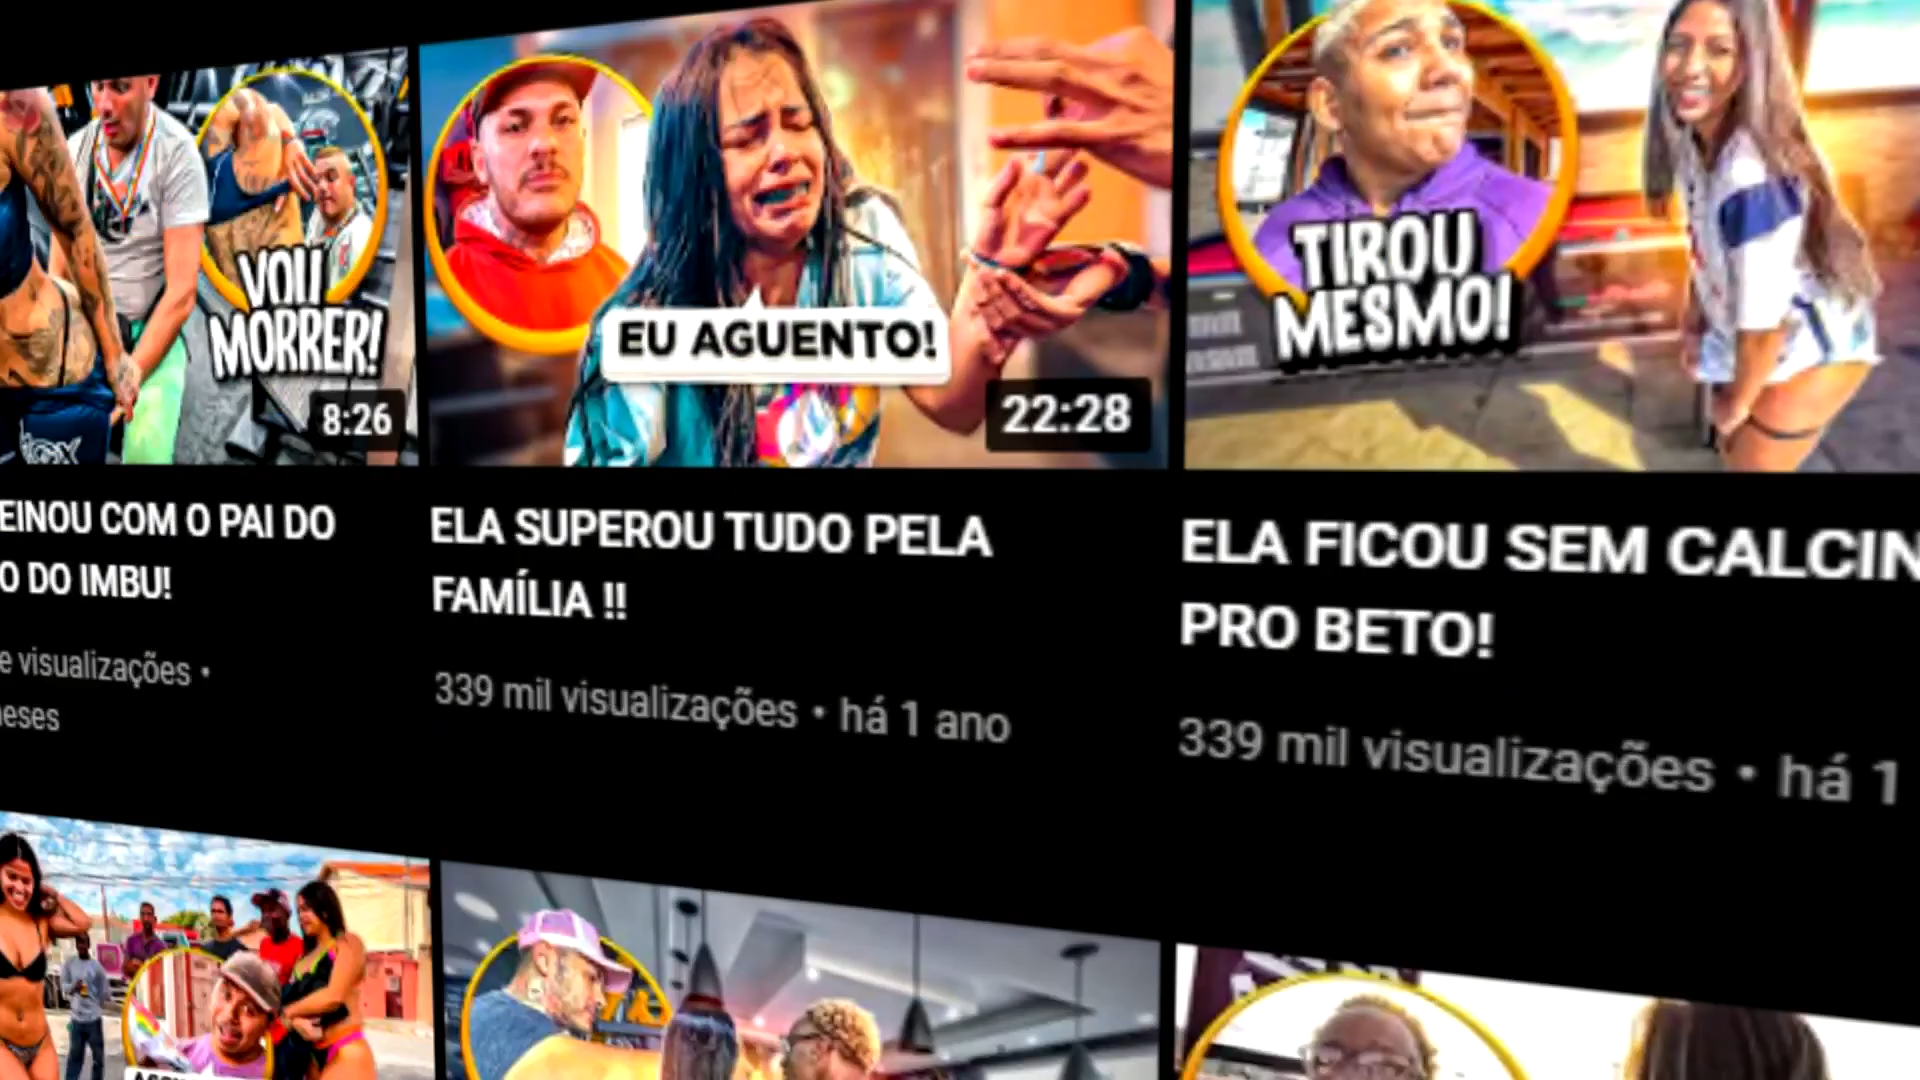 VOU
MORRER!
8:26
EU AGUENTO!
22:28
TIROU
MESMO!
EINOU COM O PAI DO
O DO IMBU!
e visualizações •
eses
ELA SUPEROU TUDO PELA
FAMÍLIA !!
339 mil visualizações • há 1 ano
ELA FICOU SEM CALCIN
PRO BETO!
339 mil visualizações • há 1